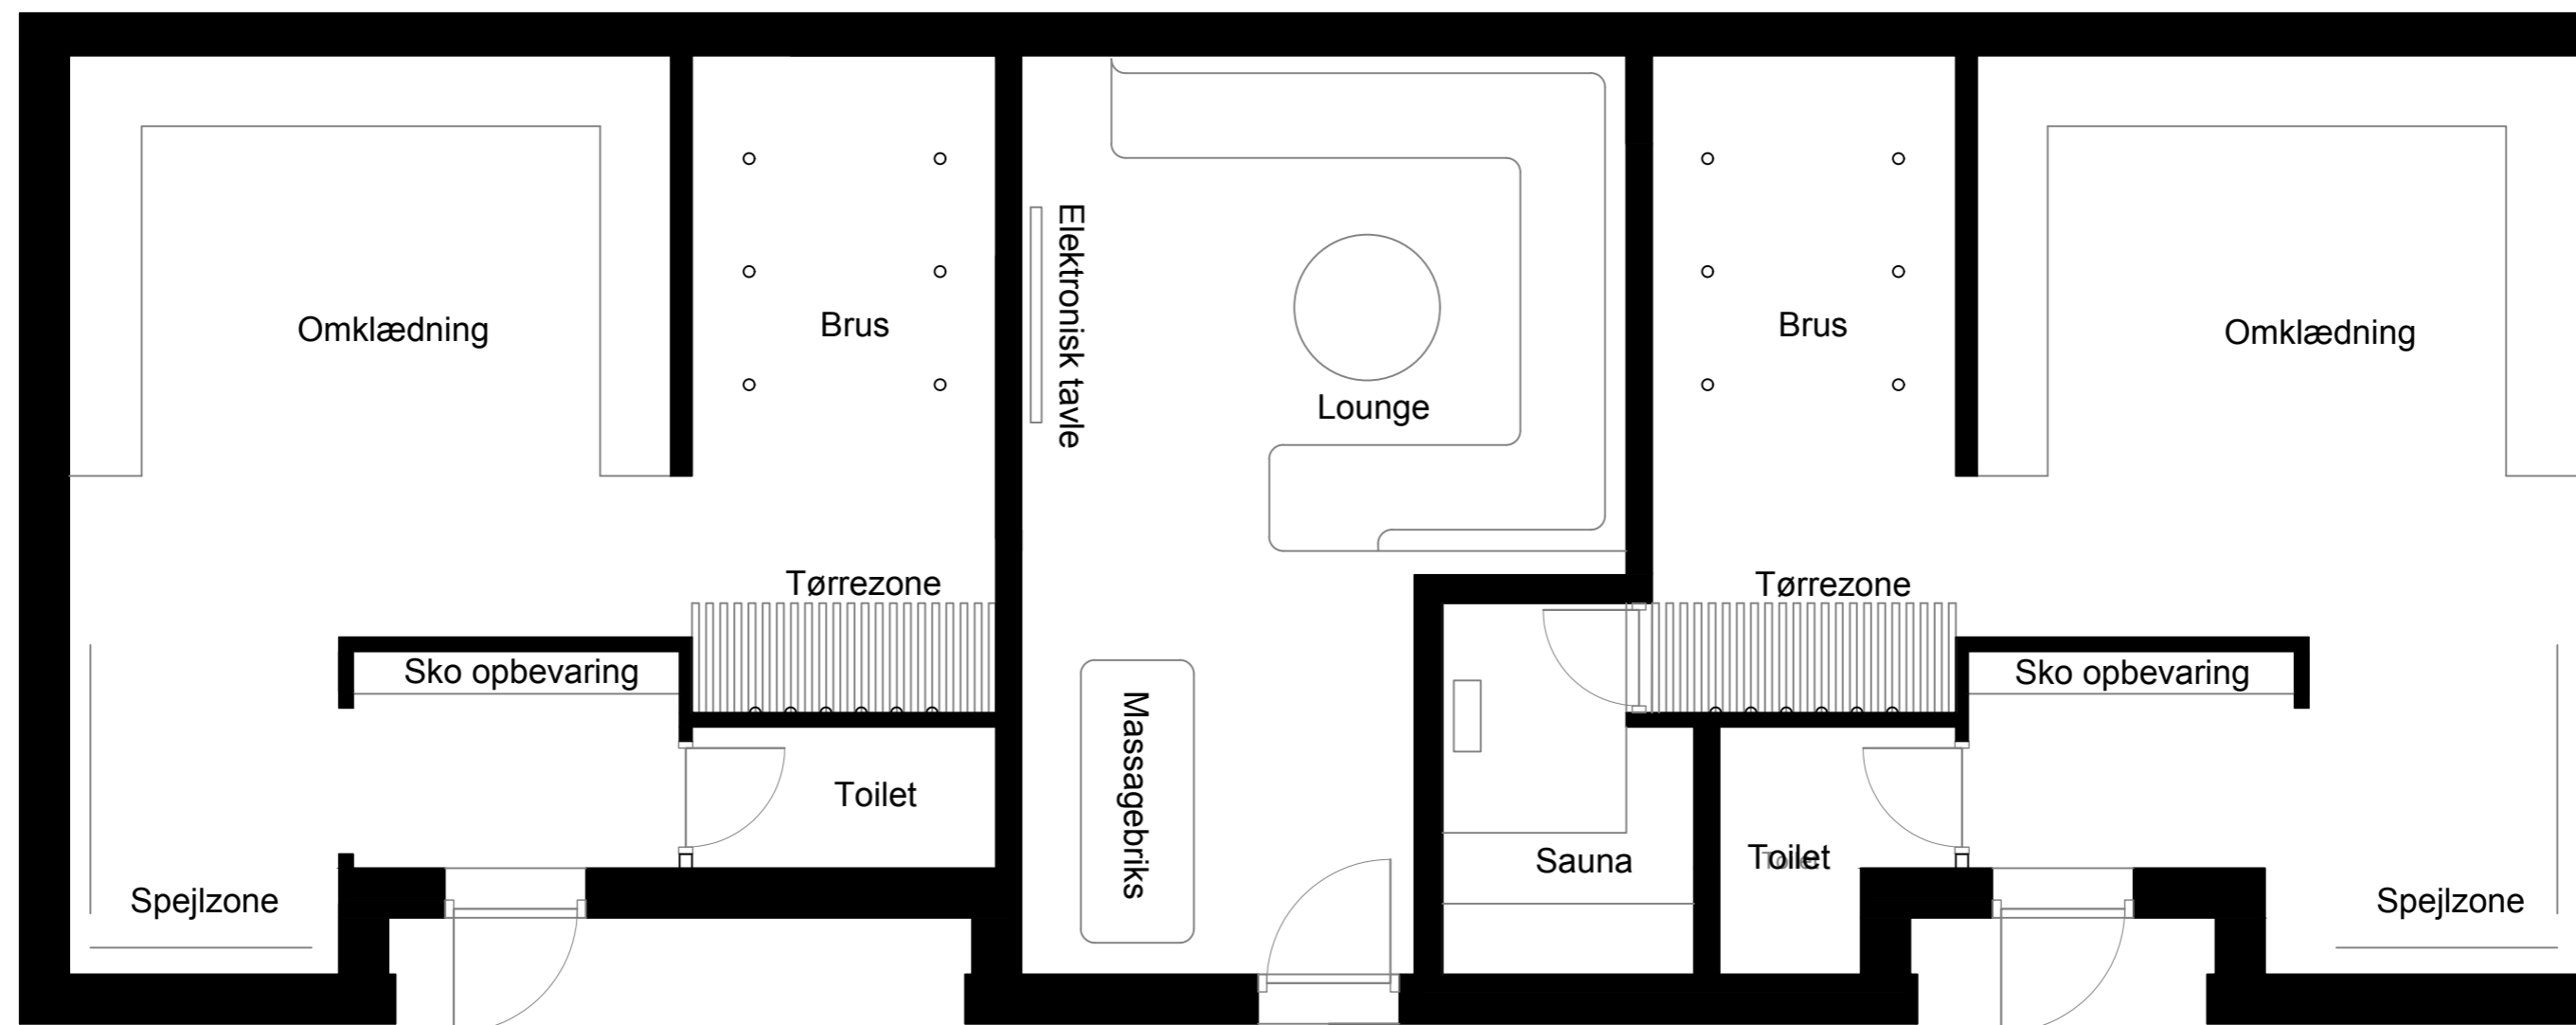 Omklædning
Brus
Elektronisk tavle
Lounge
Brus
Omklædning
Tørrezone
Tørrezone
Sko opbevaring
Sko opbevaring
Massagebriks
Toilet
Sauna
Toilet
Spejlzone
Spejlzone